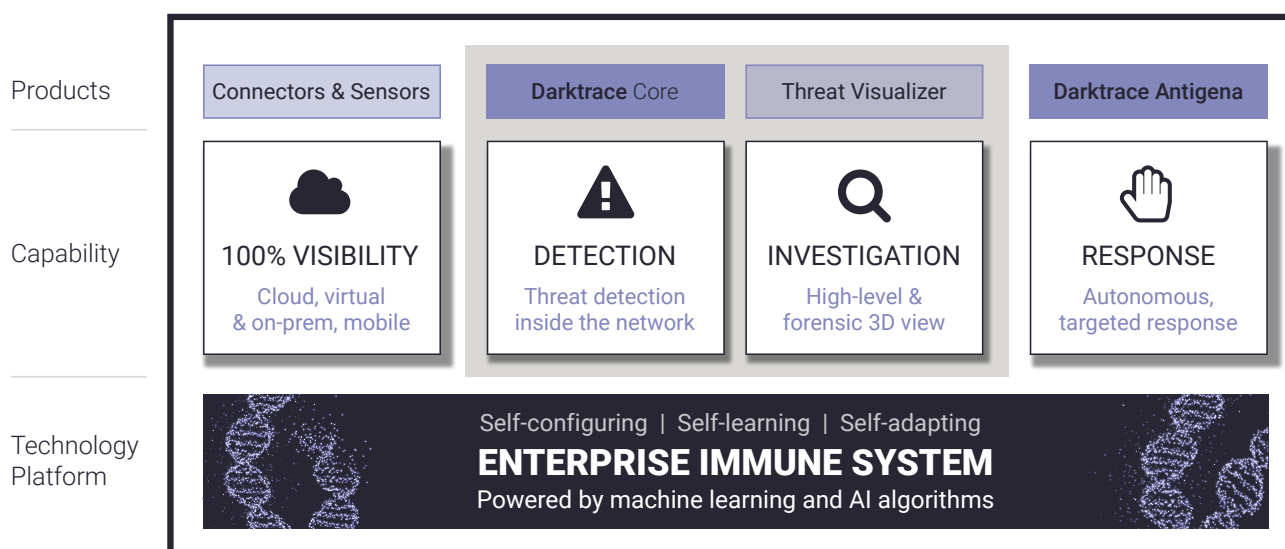 Products
Connectors & Sensors
Darktrace Core
Threat Visualizer
Darktrace Antigena
Capability
100% VISIBILITY
Cloud, virtual
& on-prem, mobile
DETECTION
Threat detection
inside the network
INVESTIGATION
High-level &
forensic 3D view
RESPONSE
Autonomous,
targeted response
Technology
Platform
Self-configuring | Self-learning | Self-adapting
ENTERPRISE IMMUNE SYSTEM
Powered by machine learning and AI algorithms